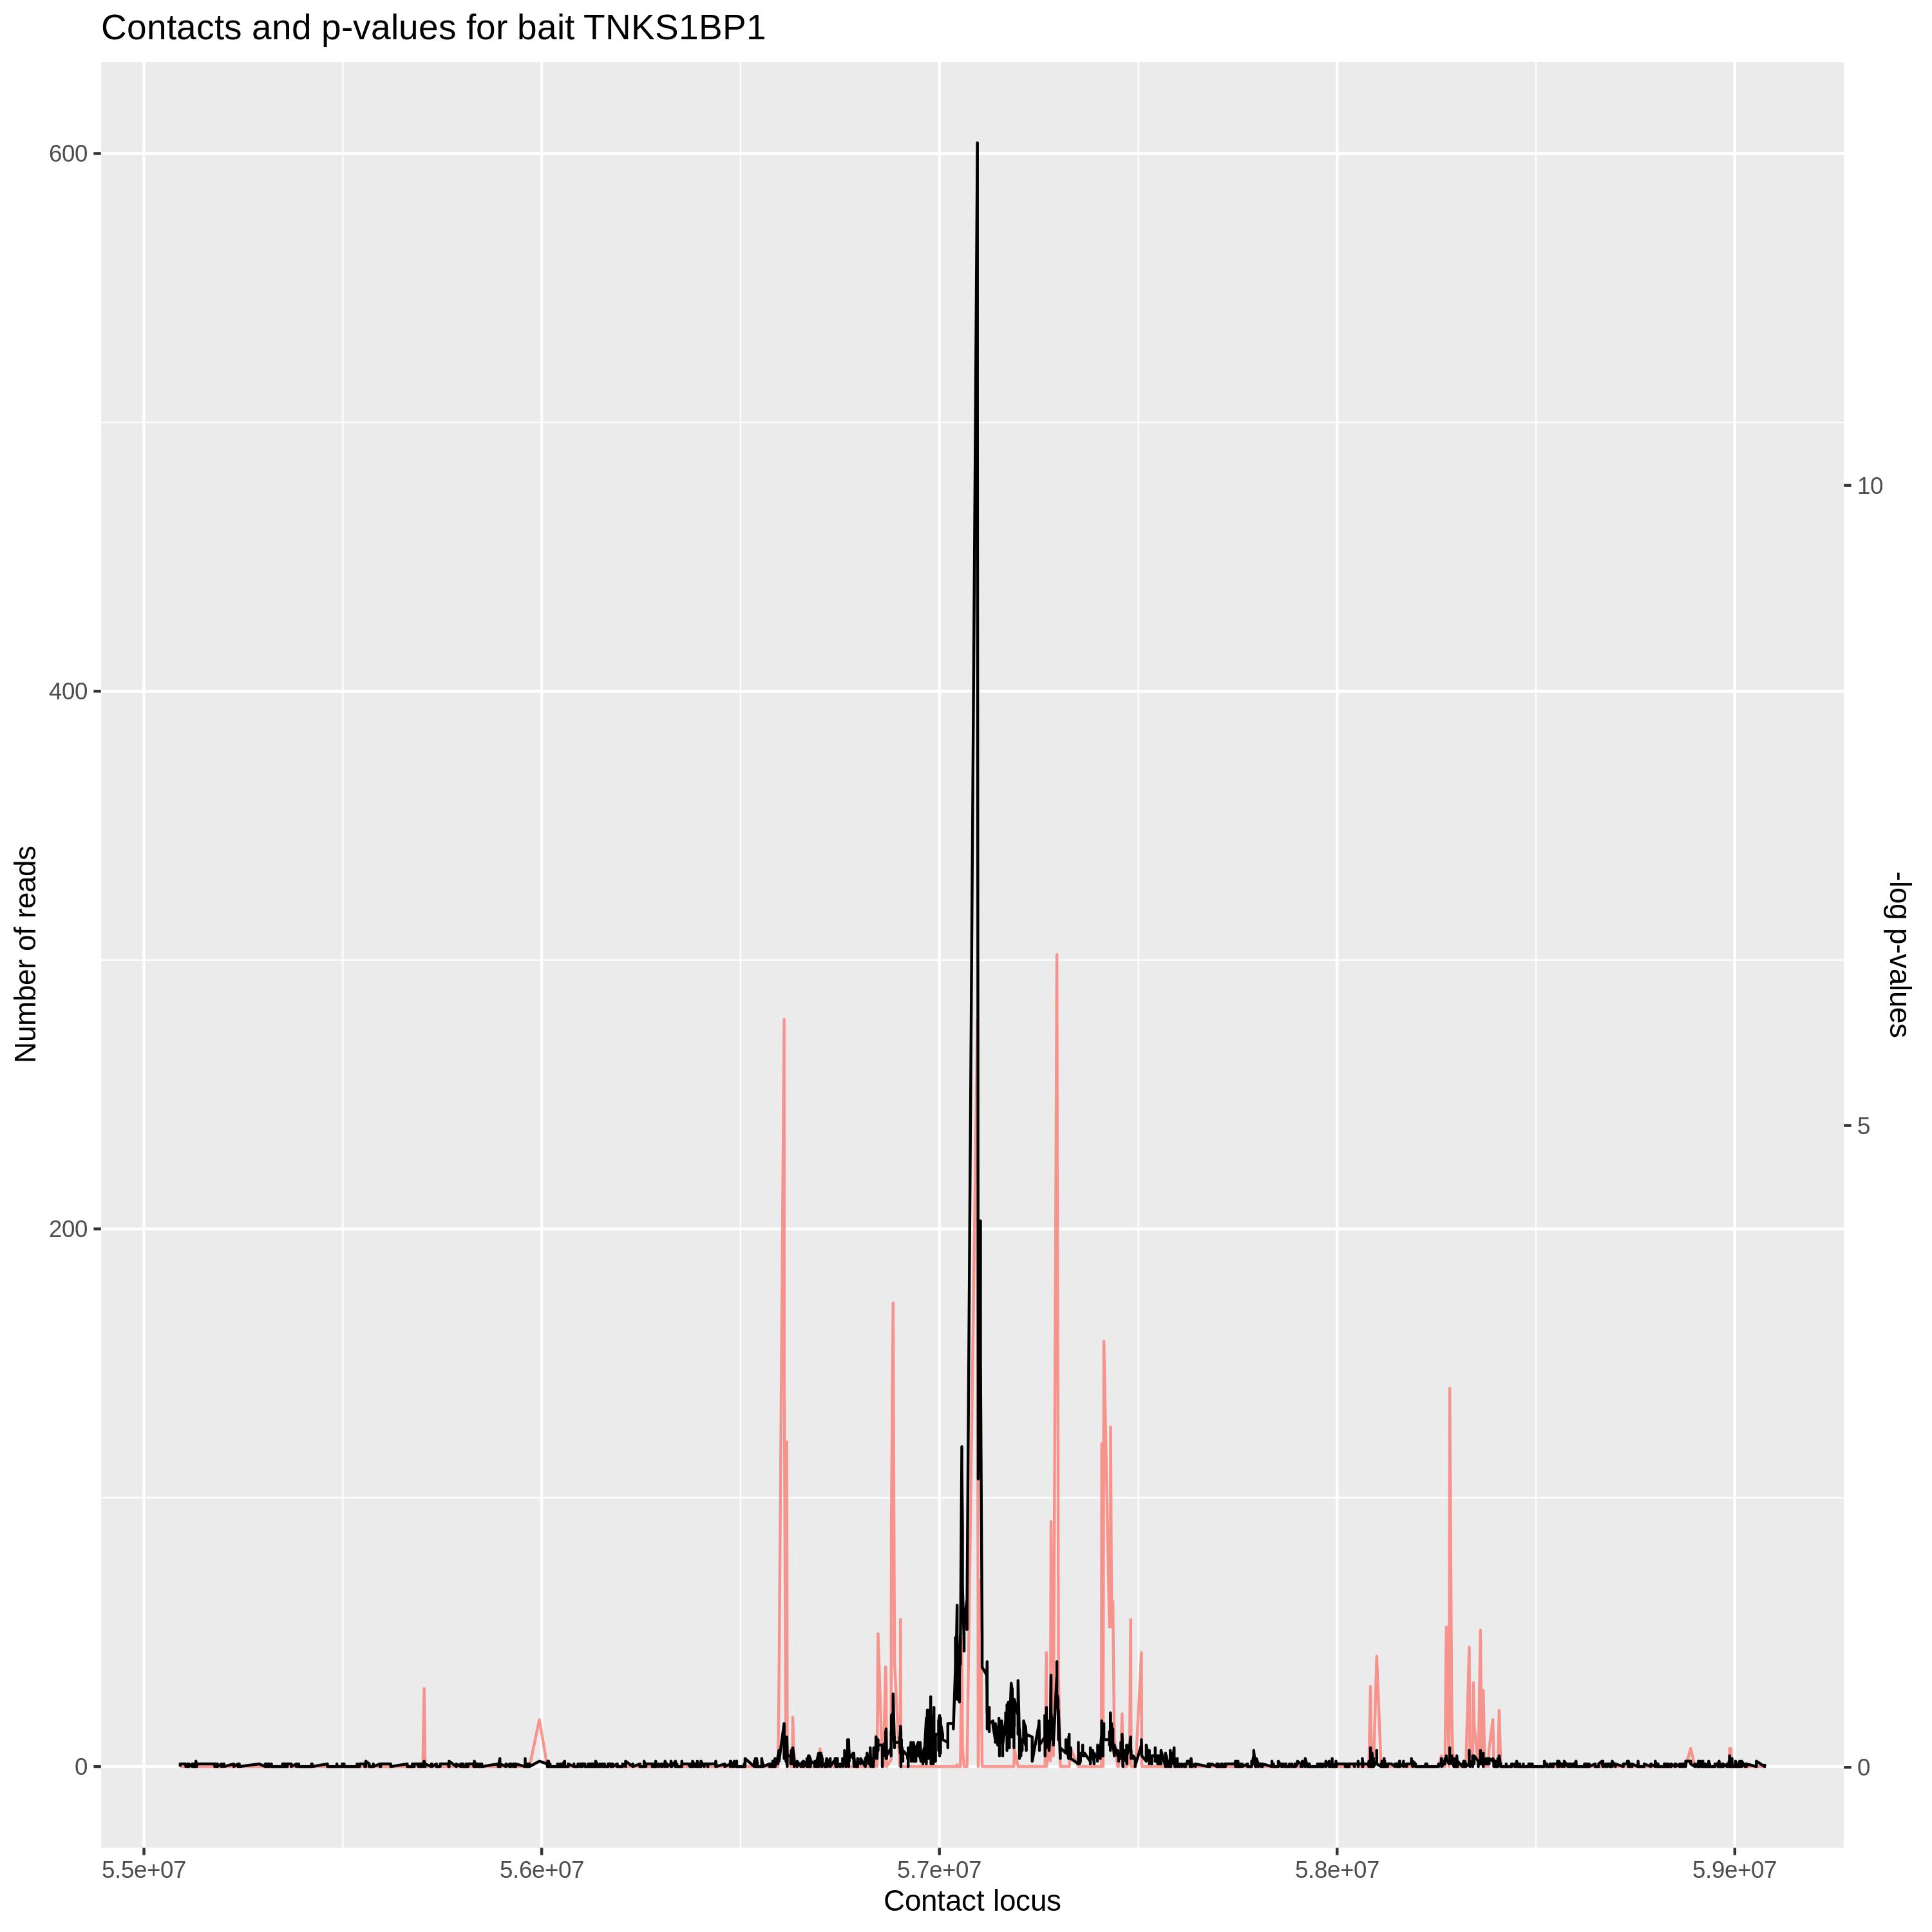 Contacts and p-values for bait TNKS1BP1
600
400
200
0
Number of reads
10
5
0
-log p-values
5.5e+07
5.6e+07
5.7e+07
5.8e+07
5.9e+07
Contact locus